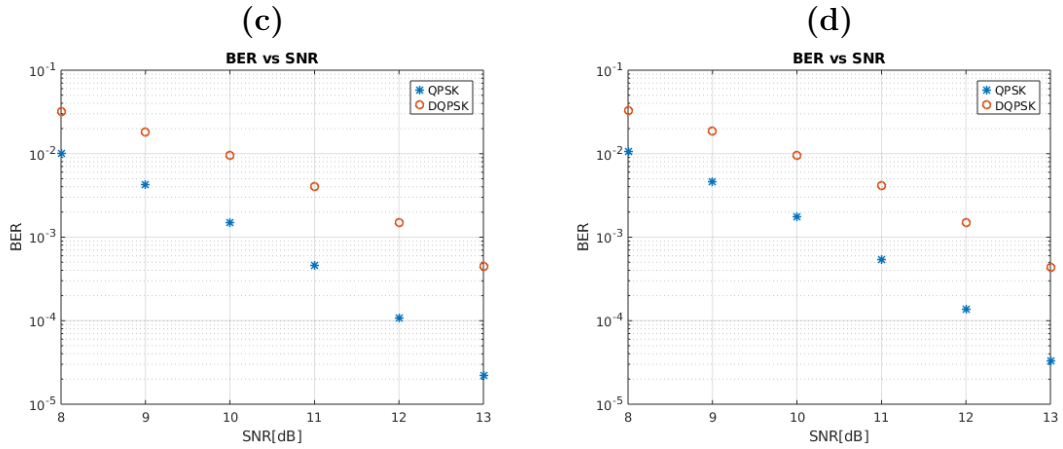 (c)
BER vs SNR
QPSK
DQPSK
10-1
10-2
10-3
10-4
10-5
BER
8 9 10 11 12 13
SNR[dB]
(d)
BER vs SNR
QPSK
DQPSK
10-1
10-2
10-3
10-4
10-5
BER
8 9 10 11 12 13
SNR[dB]